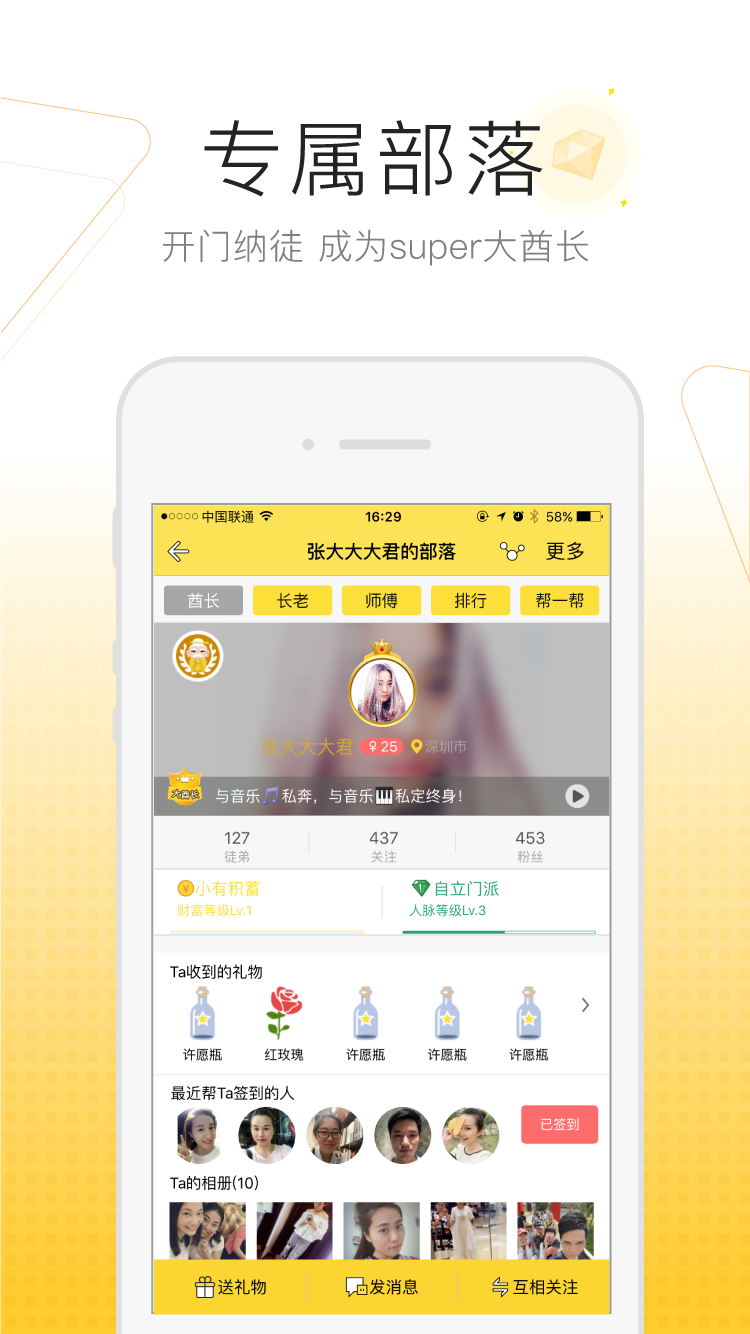 专属部落
开门纳徒 成为super大酋长
中国联通 16:29 58%
张大大大君的部落 更多
酋长 长老 师傅 排行 帮一帮
张大大大君 ♀25 深圳市
大酋长 与音乐🎵私奔，与音乐🎹私定终身！
127 437 453
徒弟 关注 粉丝
小有积蓄 自立门派
财富等级Lv.1 人脉等级Lv.3
Ta收到的礼物
许愿瓶 红玫瑰 许愿瓶 许愿瓶 许愿瓶
最近帮Ta签到的人
已签到
Ta的相册(10)
送礼物 发消息 互相关注